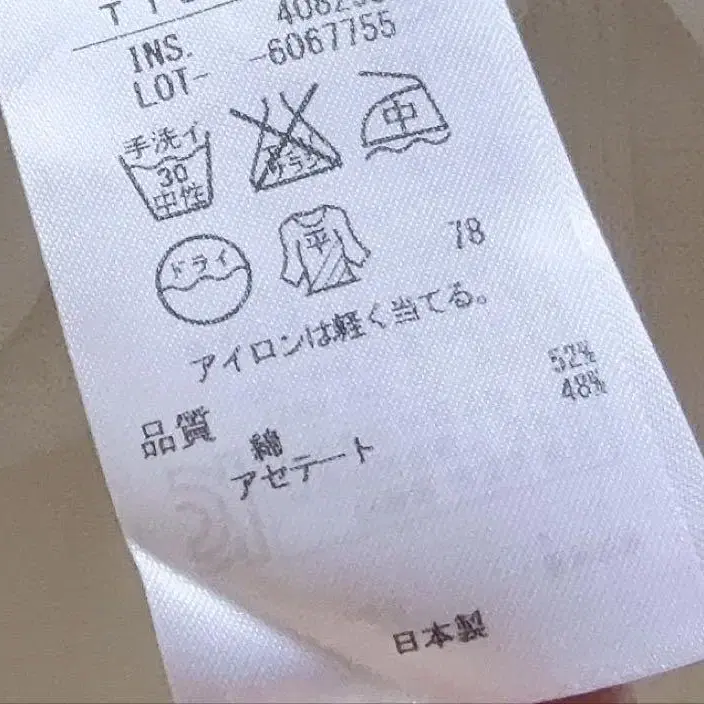 INS.
LOT- -6067755
手洗イ
30
中性
中
ドライ
平
78
アイロンは軽く当てる。
52%
48%
品質 綿
アセテート
日本製